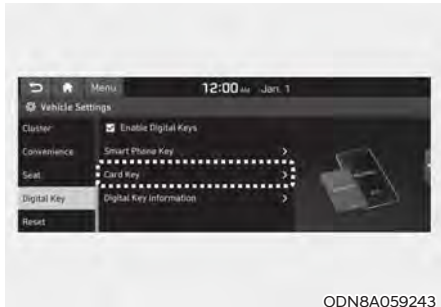 Menu 12:00 AM Jan. 1
Vehicle Settings
Cluster
Enable Digital Keys
Convenience
Smart Phone Key
Seat
Card Key
Digital Key
Digital Key Information
Reset
ODN8A059243